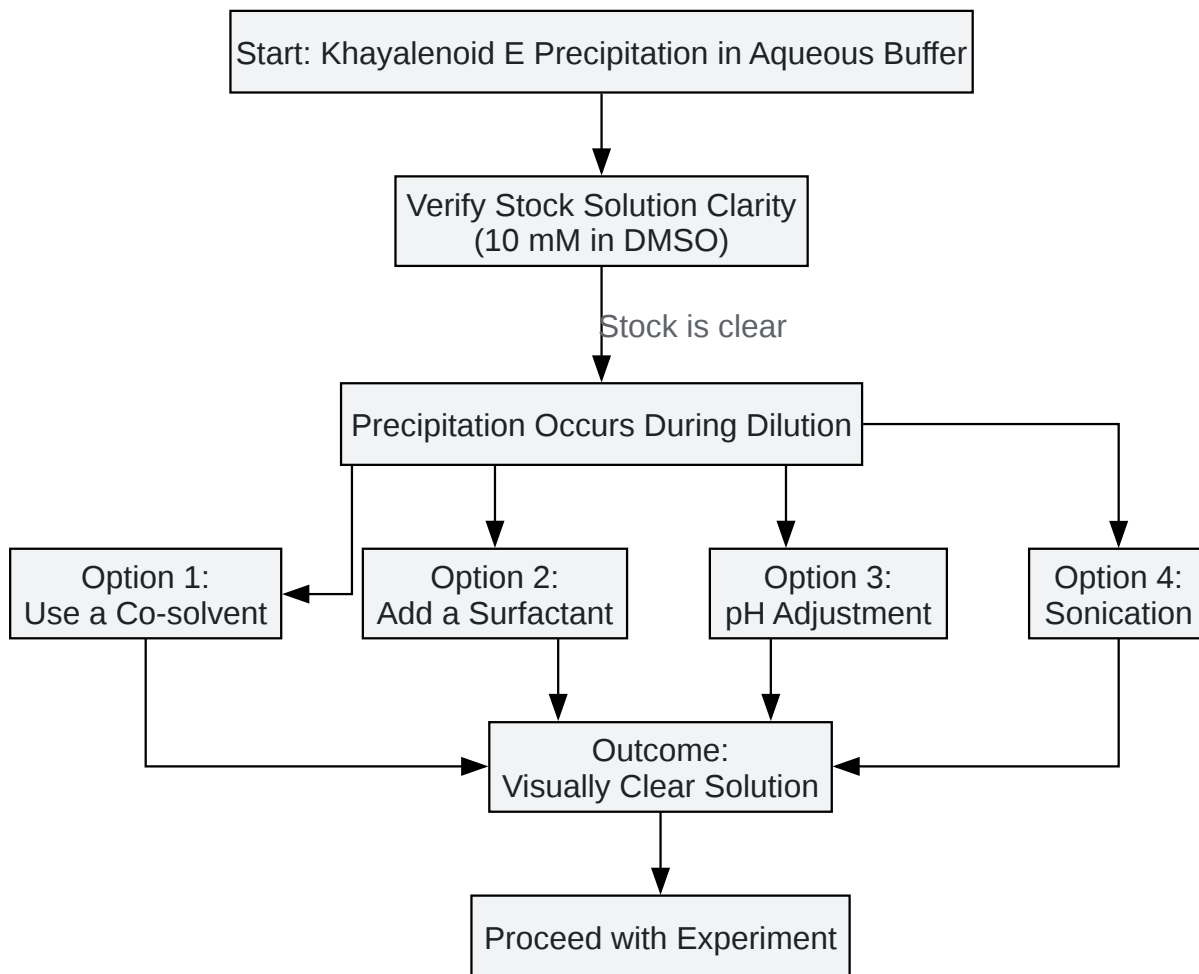 Start: Khayalenoid E Precipitation in Aqueous Buffer
Verify Stock Solution Clarity
(10 mM in DMSO)
Stock is clear
Precipitation Occurs During Dilution
Option 1:
Use a Co-solvent
Option 2:
Add a Surfactant
Option 3:
pH Adjustment
Option 4:
Sonication
Outcome:
Visually Clear Solution
Proceed with Experiment